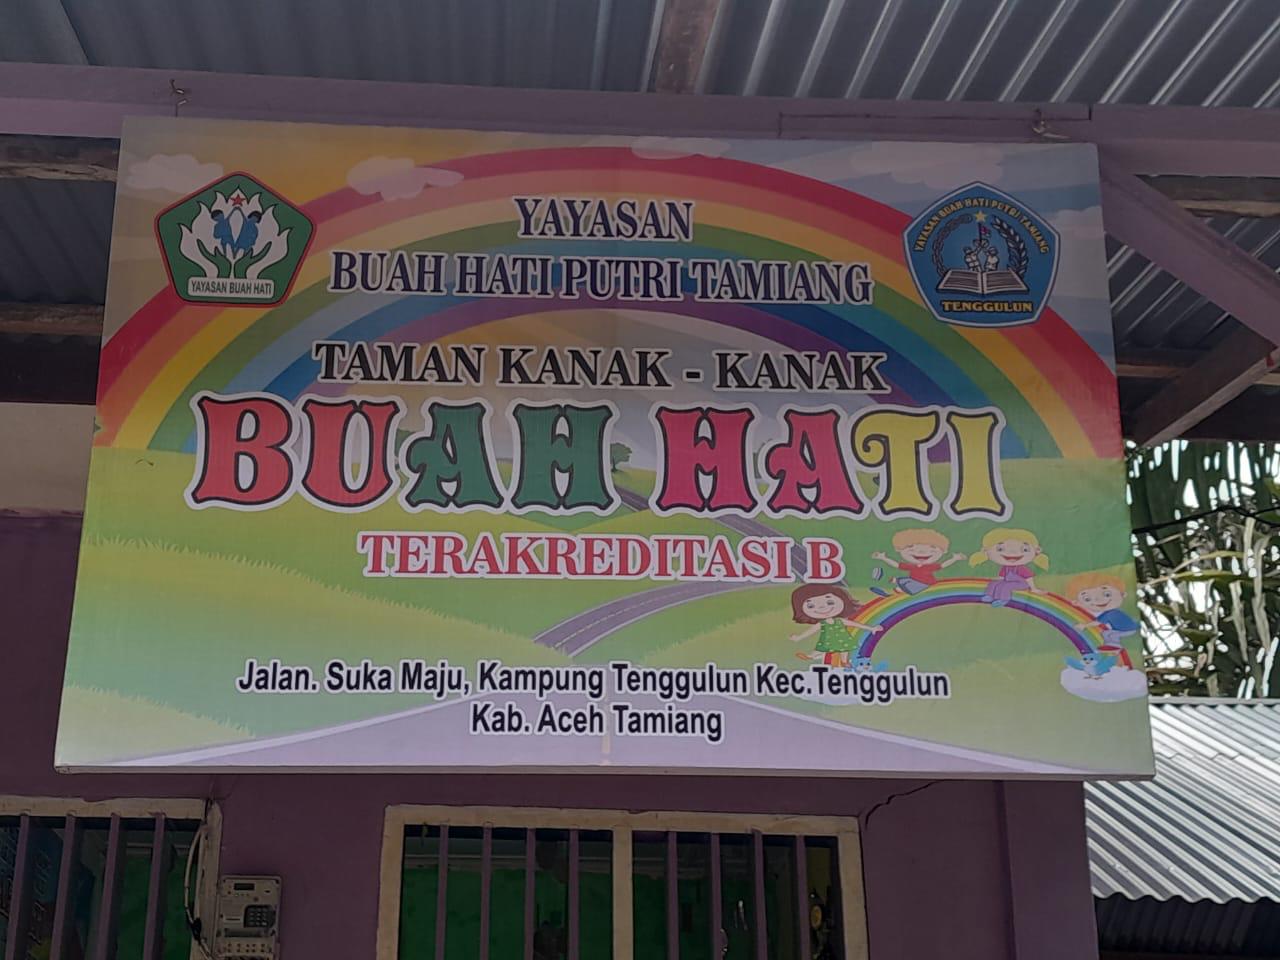 YAYASAN
BUAH HATI PUTRI TAMIANG
YAYASAN BUAH HATI
YAYASAN BUAH HATI PUTRI TAMIANG
TENGGULUN
TAMAN KANAK - KANAK
BUAH HATI
TERAKREDITASI B
Jalan. Suka Maju, Kampung Tenggulun Kec.Tenggulun
Kab. Aceh Tamiang